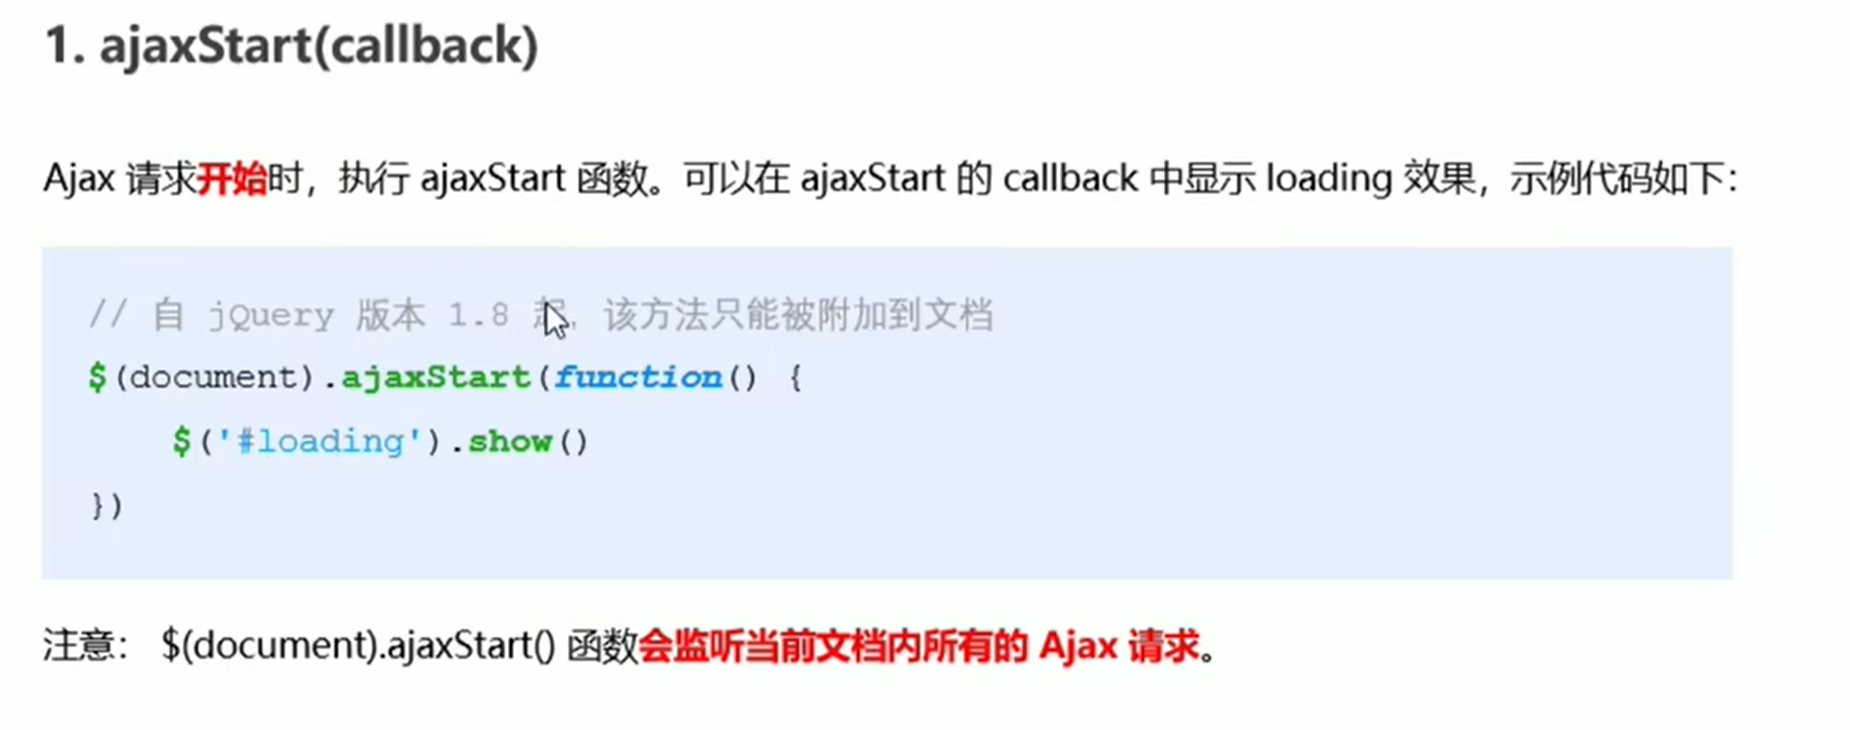 1. ajaxStart(callback)
Ajax 请求开始时，执行 ajaxStart 函数。可以在 ajaxStart 的 callback 中显示 loading 效果，示例代码如下：
// 自 jQuery 版本 1.8 起，该方法只能被附加到文档
$(document).ajaxStart(function() {
    $('#loading').show()
})
注意： $(document).ajaxStart() 函数会监听当前文档内所有的 Ajax 请求。